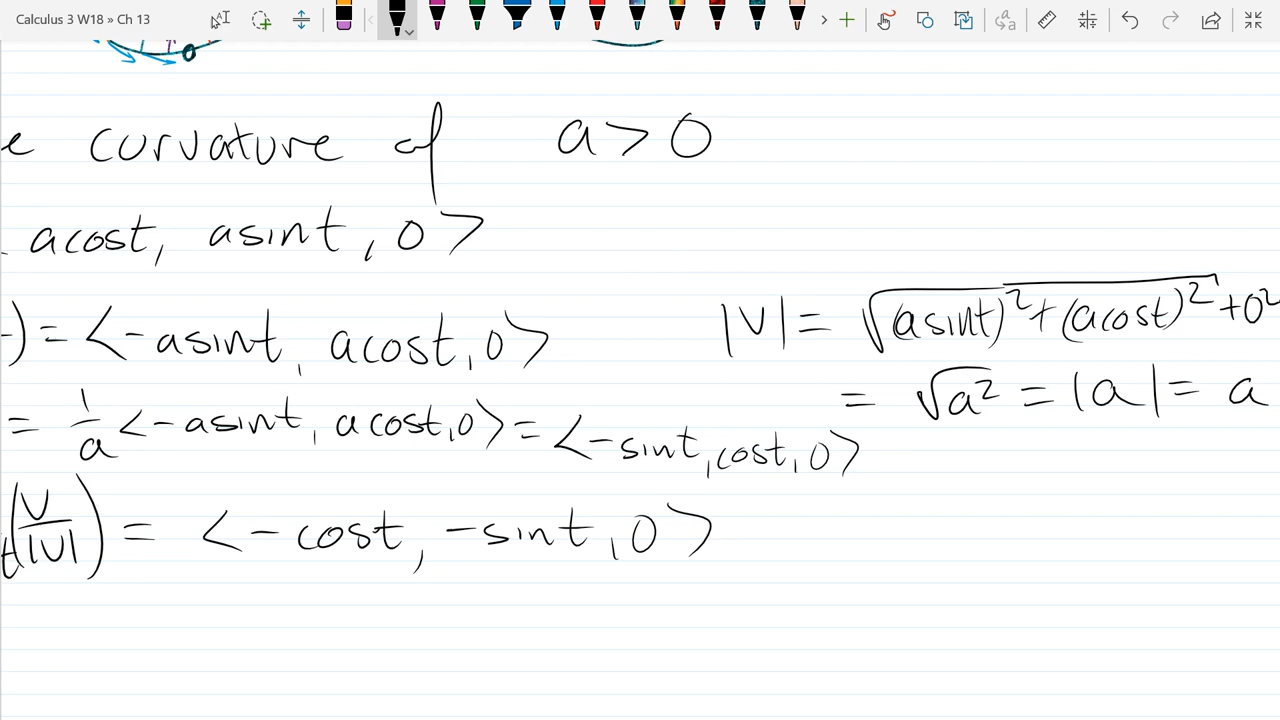 Calculus 3 W18 » Ch 13
e curvature of a > 0
acost, asint, 0>
) = <-asint, acost, 0>
|V| = √(asint)²+(acost)²+0²
= √a² = |a| = a
= 1/a <-asint, acost, 0> = <-sint, cost, 0>
(V/|V|) = <-cost, -sint, 0>